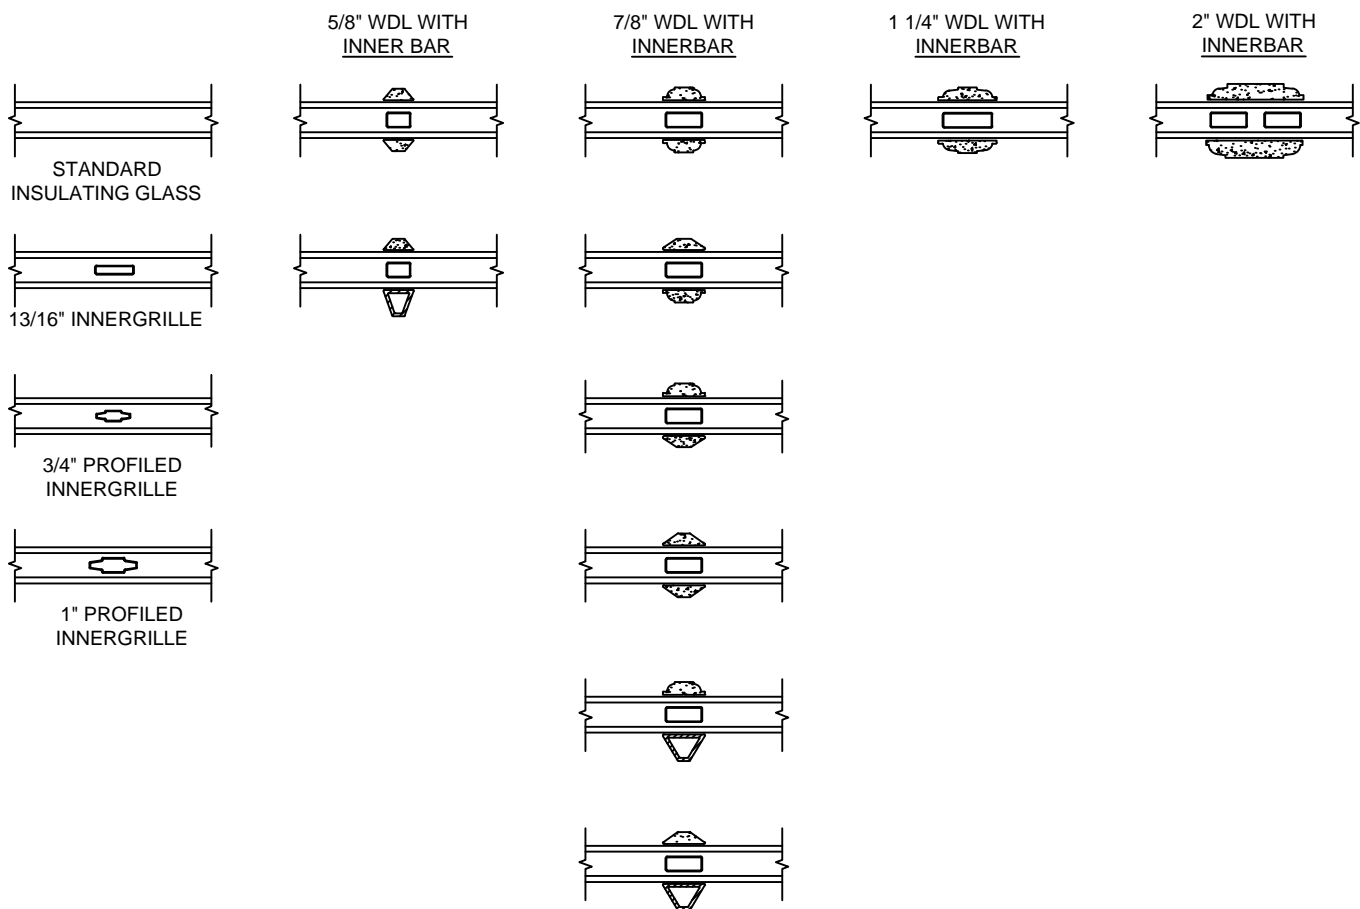 5/8" WDL WITH
INNER BAR
7/8" WDL WITH
INNERBAR
1 1/4" WDL WITH
INNERBAR
2" WDL WITH
INNERBAR
STANDARD
INSULATING GLASS
13/16" INNERGRILLE
3/4" PROFILED
INNERGRILLE
1" PROFILED
INNERGRILLE